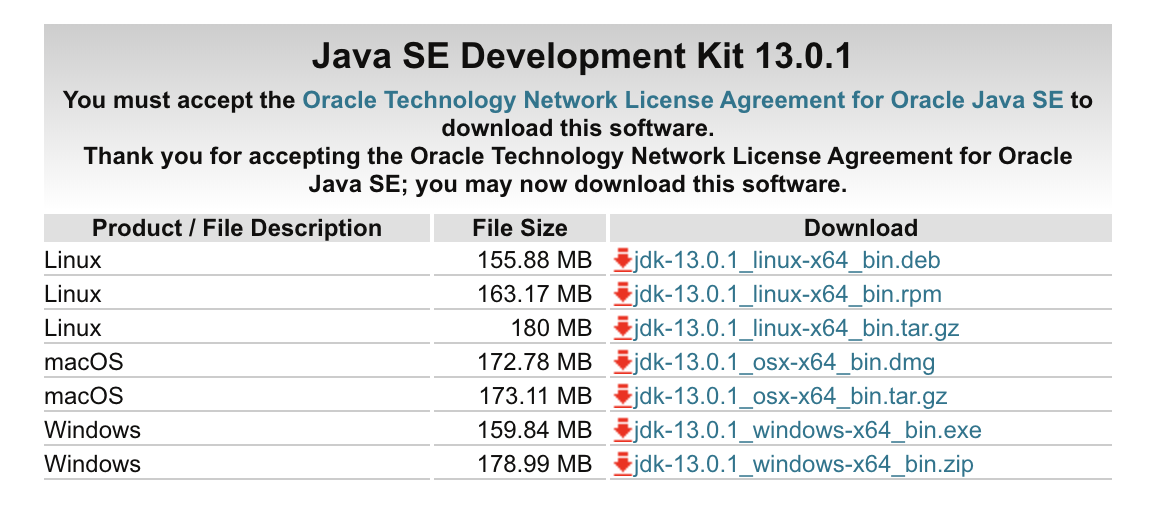 Java SE Development Kit 13.0.1
You must accept the Oracle Technology Network License Agreement for Oracle Java SE to
download this software.
Thank you for accepting the Oracle Technology Network License Agreement for Oracle
Java SE; you may now download this software.
Product / File Description File Size Download
Linux 155.88 MB jdk-13.0.1_linux-x64_bin.deb
Linux 163.17 MB jdk-13.0.1_linux-x64_bin.rpm
Linux 180 MB jdk-13.0.1_linux-x64_bin.tar.gz
macOS 172.78 MB jdk-13.0.1_osx-x64_bin.dmg
macOS 173.11 MB jdk-13.0.1_osx-x64_bin.tar.gz
Windows 159.84 MB jdk-13.0.1_windows-x64_bin.exe
Windows 178.99 MB jdk-13.0.1_windows-x64_bin.zip